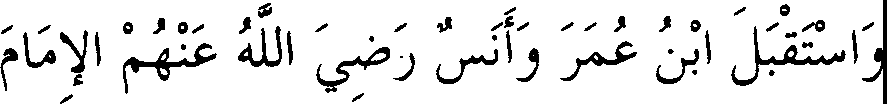 وَاسْتَقْبَلَ ابْنُ عُمَرَ وَأَنَسٌ رَضِيَ اللَّهُ عَنْهُمْ الإِمَامَ